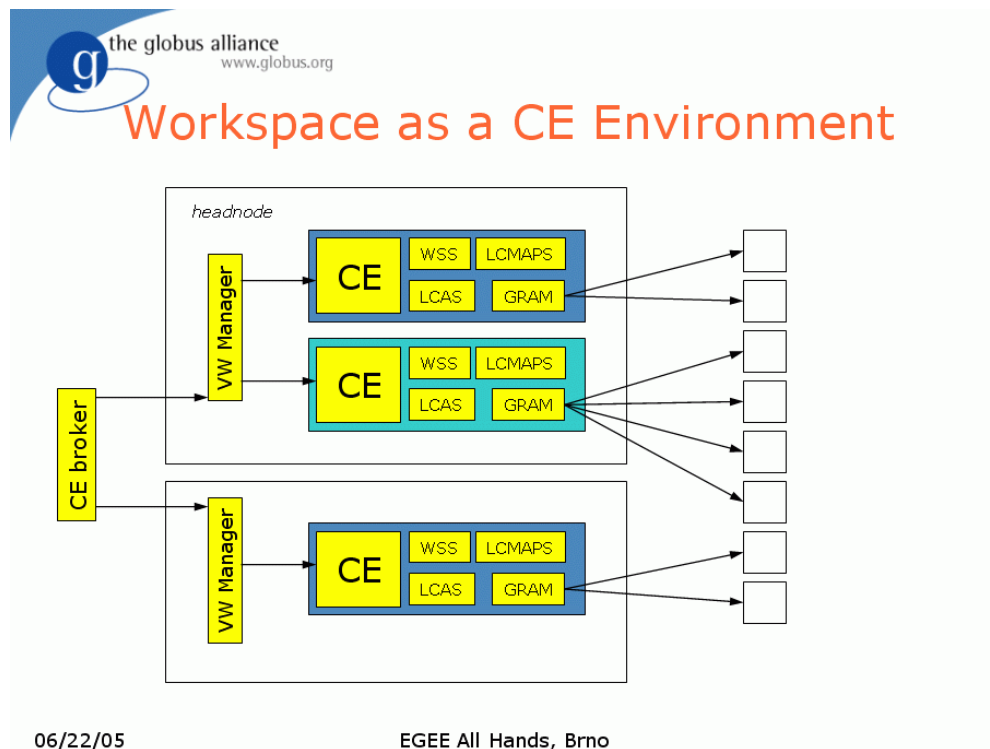 the globus alliance
www.globus.org
g
Workspace as a CE Environment
headnode
CE broker
VW Manager
CE
WSS
LCMAPS
LCAS
GRAM
CE
WSS
LCMAPS
LCAS
GRAM
VW Manager
CE
WSS
LCMAPS
LCAS
GRAM
06/22/05
EGEE All Hands, Brno